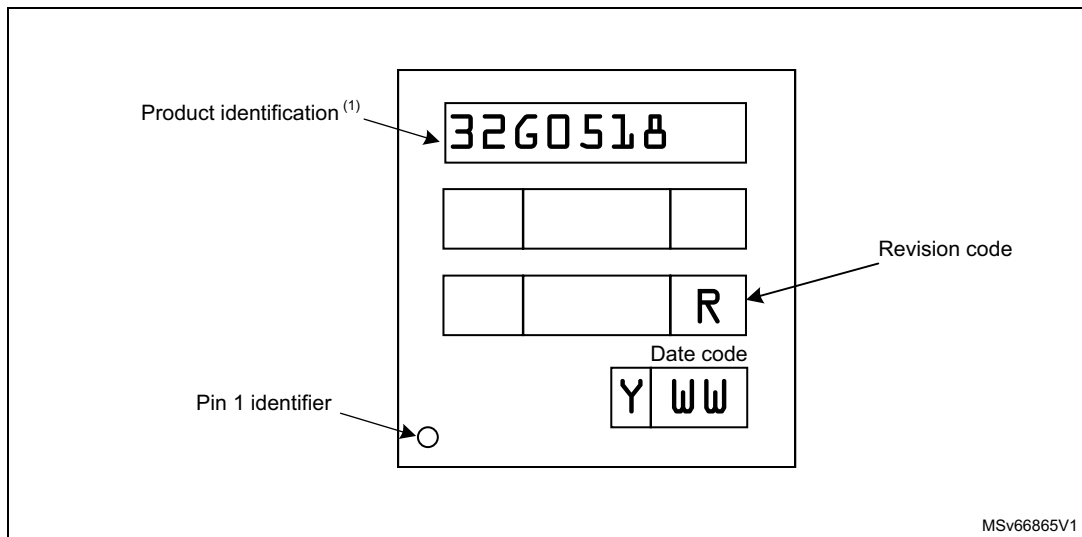 Product identification (1)
32G0518
Revision code
R
Date code
Y WW
Pin 1 identifier
MSv66865V1